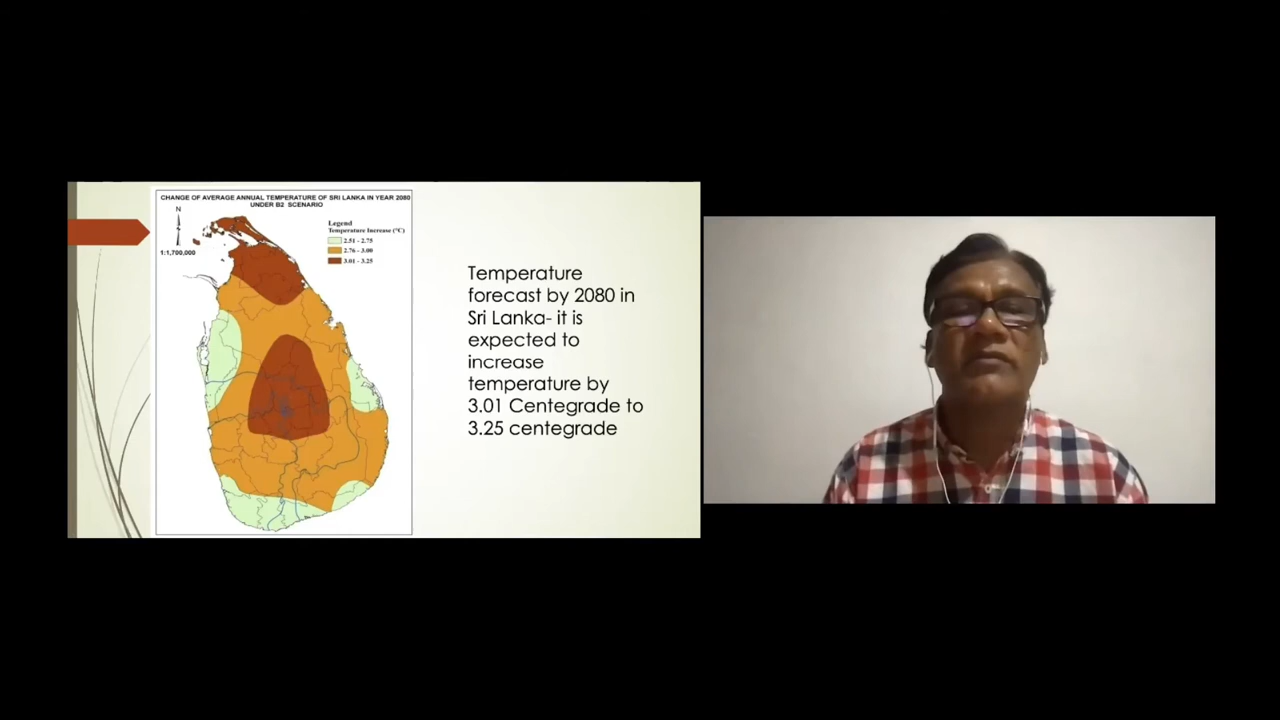 CHANGE OF AVERAGE ANNUAL TEMPERATURE OF SRI LANKA IN YEAR 2080
UNDER B2 SCENARIO
N
1:1,700,000
Legend
Temperature Increase (°C)
2.51 - 2.75
2.76 - 3.00
3.01 - 3.25
Temperature
forecast by 2080 in
Sri Lanka- it is
expected to
increase
temperature by
3.01 Centegrade to
3.25 centegrade